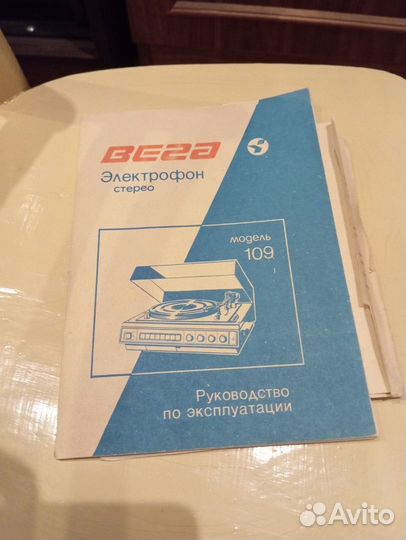 Вега
Электрофон
стерео
модель
109
Руководство
по эксплуатации
Avito